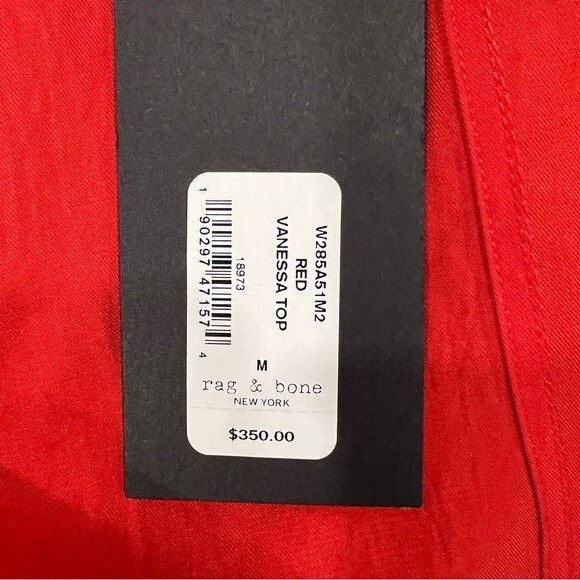 W285A51M2
RED
VANESSA TOP
18973
1 90297 47157 4
M
rag & bone
NEW YORK
$350.00